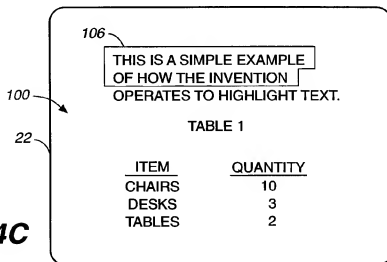 106
THIS IS A SIMPLE EXAMPLE
OF HOW THE INVENTION
100
OPERATES TO HIGHLIGHT TEXT.
TABLE 1
22
ITEM QUANTITY
CHAIRS 10
DESKS 3
TABLES 2
4C